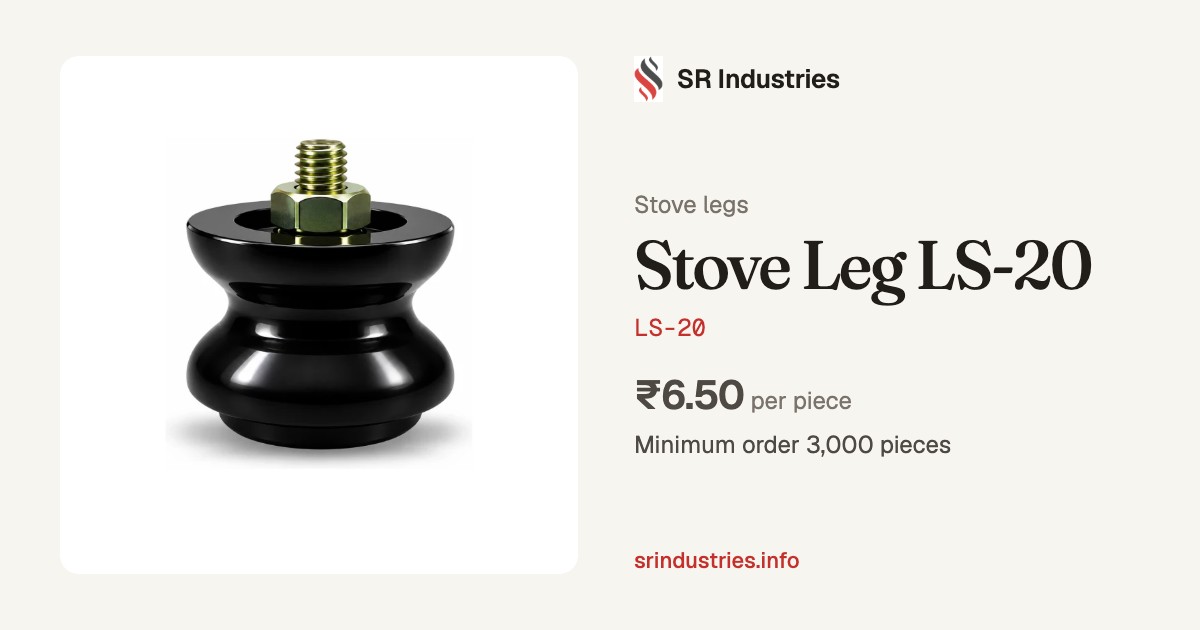 SR Industries
Stove legs
Stove Leg LS-20
LS-20
₹6.50 per piece
Minimum order 3,000 pieces
srindustries.info